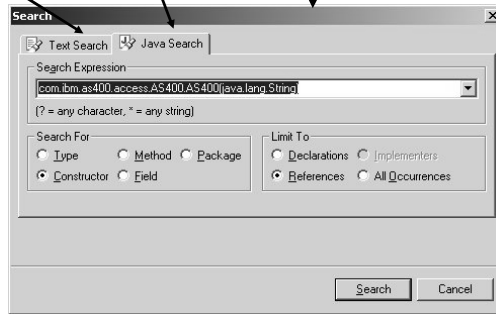 Search
Text Search Java Search
Search Expression
com.ibm.as400.access.AS400.AS400(java.lang.String)
(? = any character, * = any string)
Search For
Type Method Package
Constructor Field
Limit To
Declarations Implementers
References All Occurrences
Search Cancel